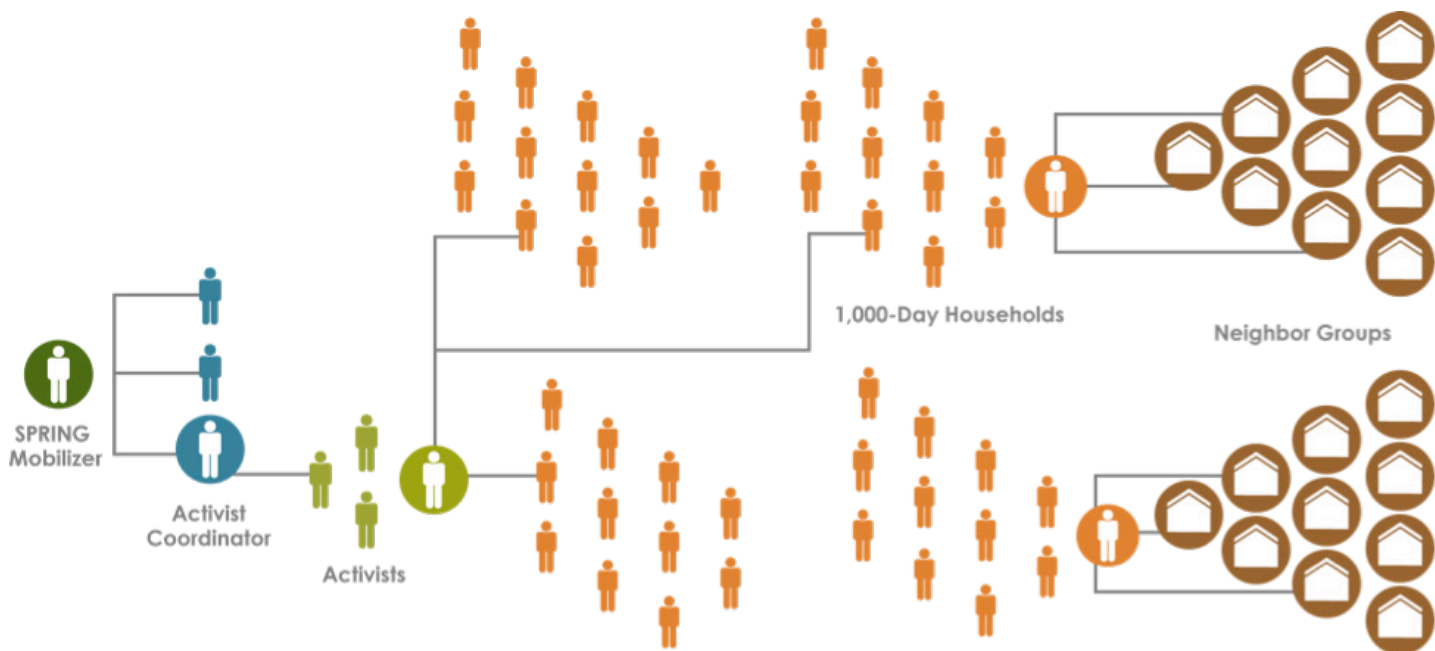 SPRING
Mobilizer
Activist
Coordinator
Activists
1,000-Day Households
Neighbor Groups